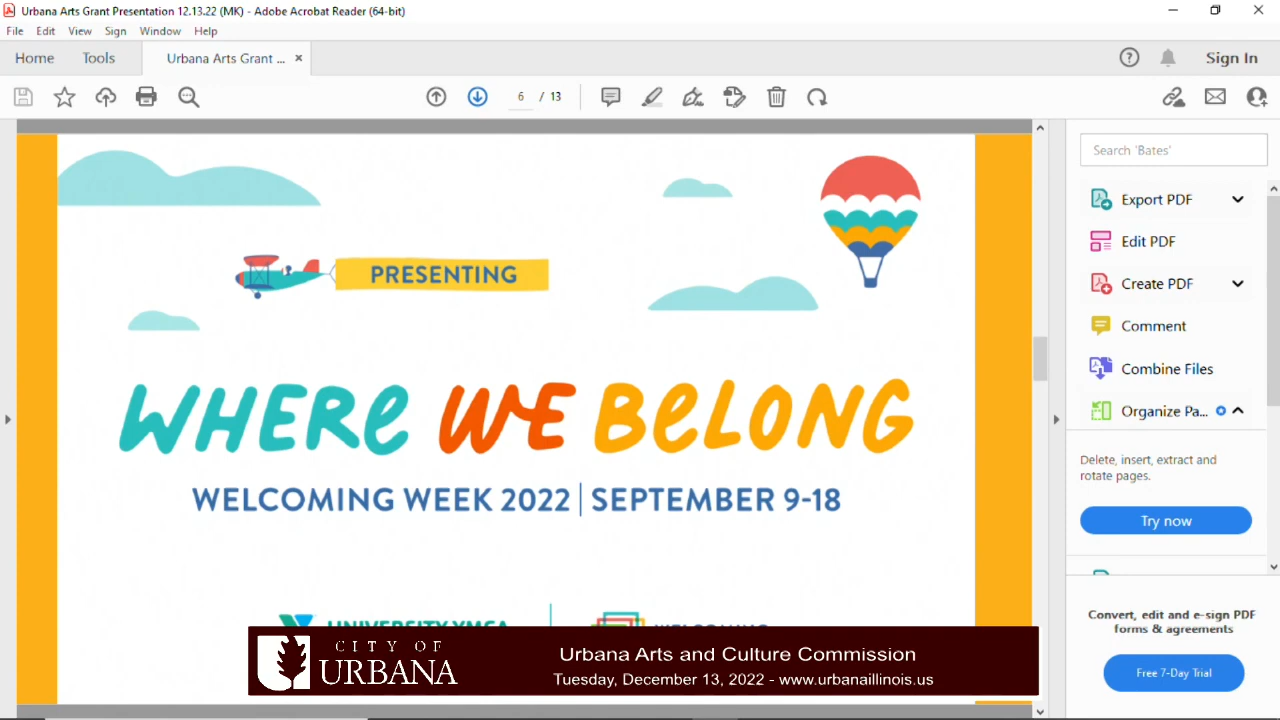 Urbana Arts Grant Presentation 12.13.22 (MK) - Adobe Acrobat Reader (64-bit)
File Edit View Sign Window Help
Home Tools Urbana Arts Grant ... × Sign In
6 / 13
Search 'Bates'
Export PDF
Edit PDF
Create PDF
Comment
Combine Files
Organize Pa...
Delete, insert, extract and
rotate pages.
Try now
Convert, edit and e-sign PDF
forms & agreements
Free 7-Day Trial
PRESENTING
WHERE WE BELONG
WELCOMING WEEK 2022 | SEPTEMBER 9-18
UNIVERSITY YMCA
WELCOMING
CITY OF
URBANA
Urbana Arts and Culture Commission
Tuesday, December 13, 2022 - www.urbanaillinois.us